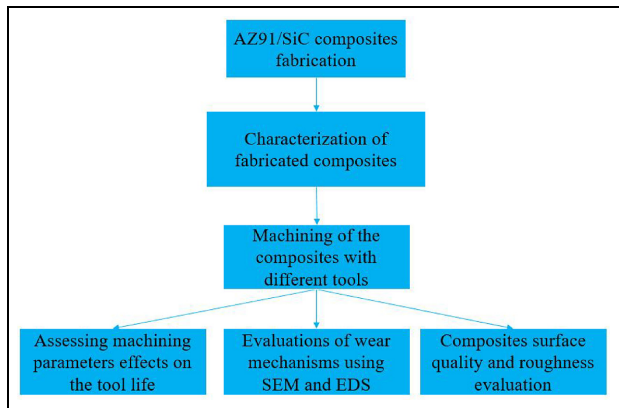 AZ91/SiC composites
fabrication
Characterization of
fabricated composites
Machining of the
composites with
different tools
Assessing machining
parameters effects on
the tool life
Evaluations of wear
mechanisms using
SEM and EDS
Composites surface
quality and roughness
evaluation